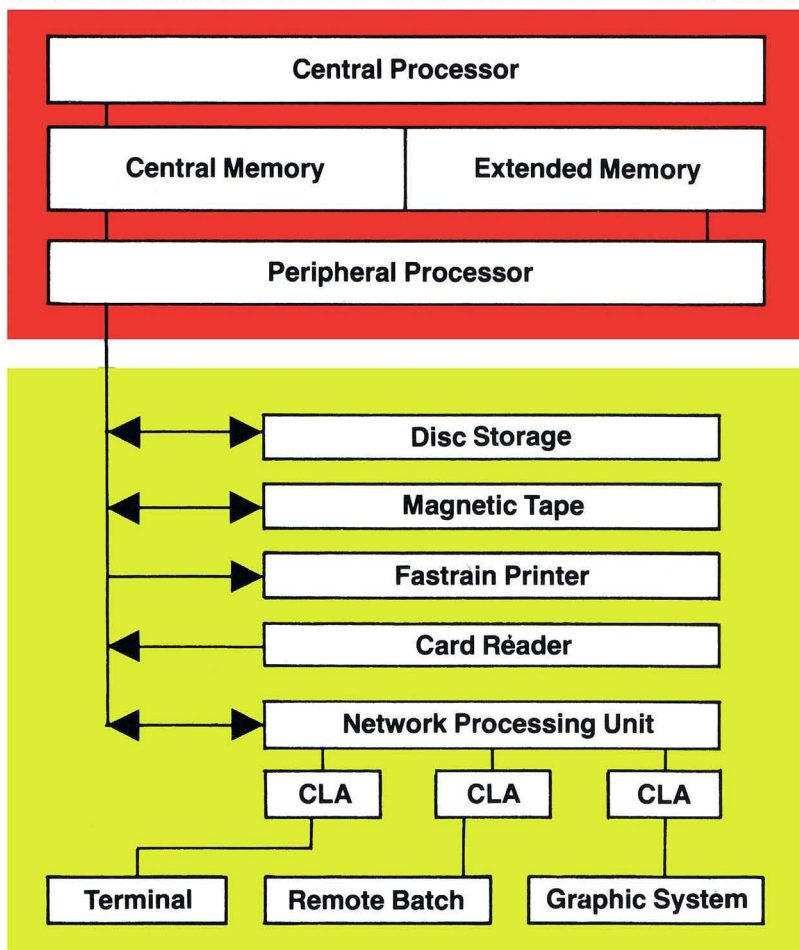 Central Processor
Central Memory
Extended Memory
Peripheral Processor
Disc Storage
Magnetic Tape
Fastrain Printer
Card Reader
Network Processing Unit
CLA
CLA
CLA
Terminal
Remote Batch
Graphic System